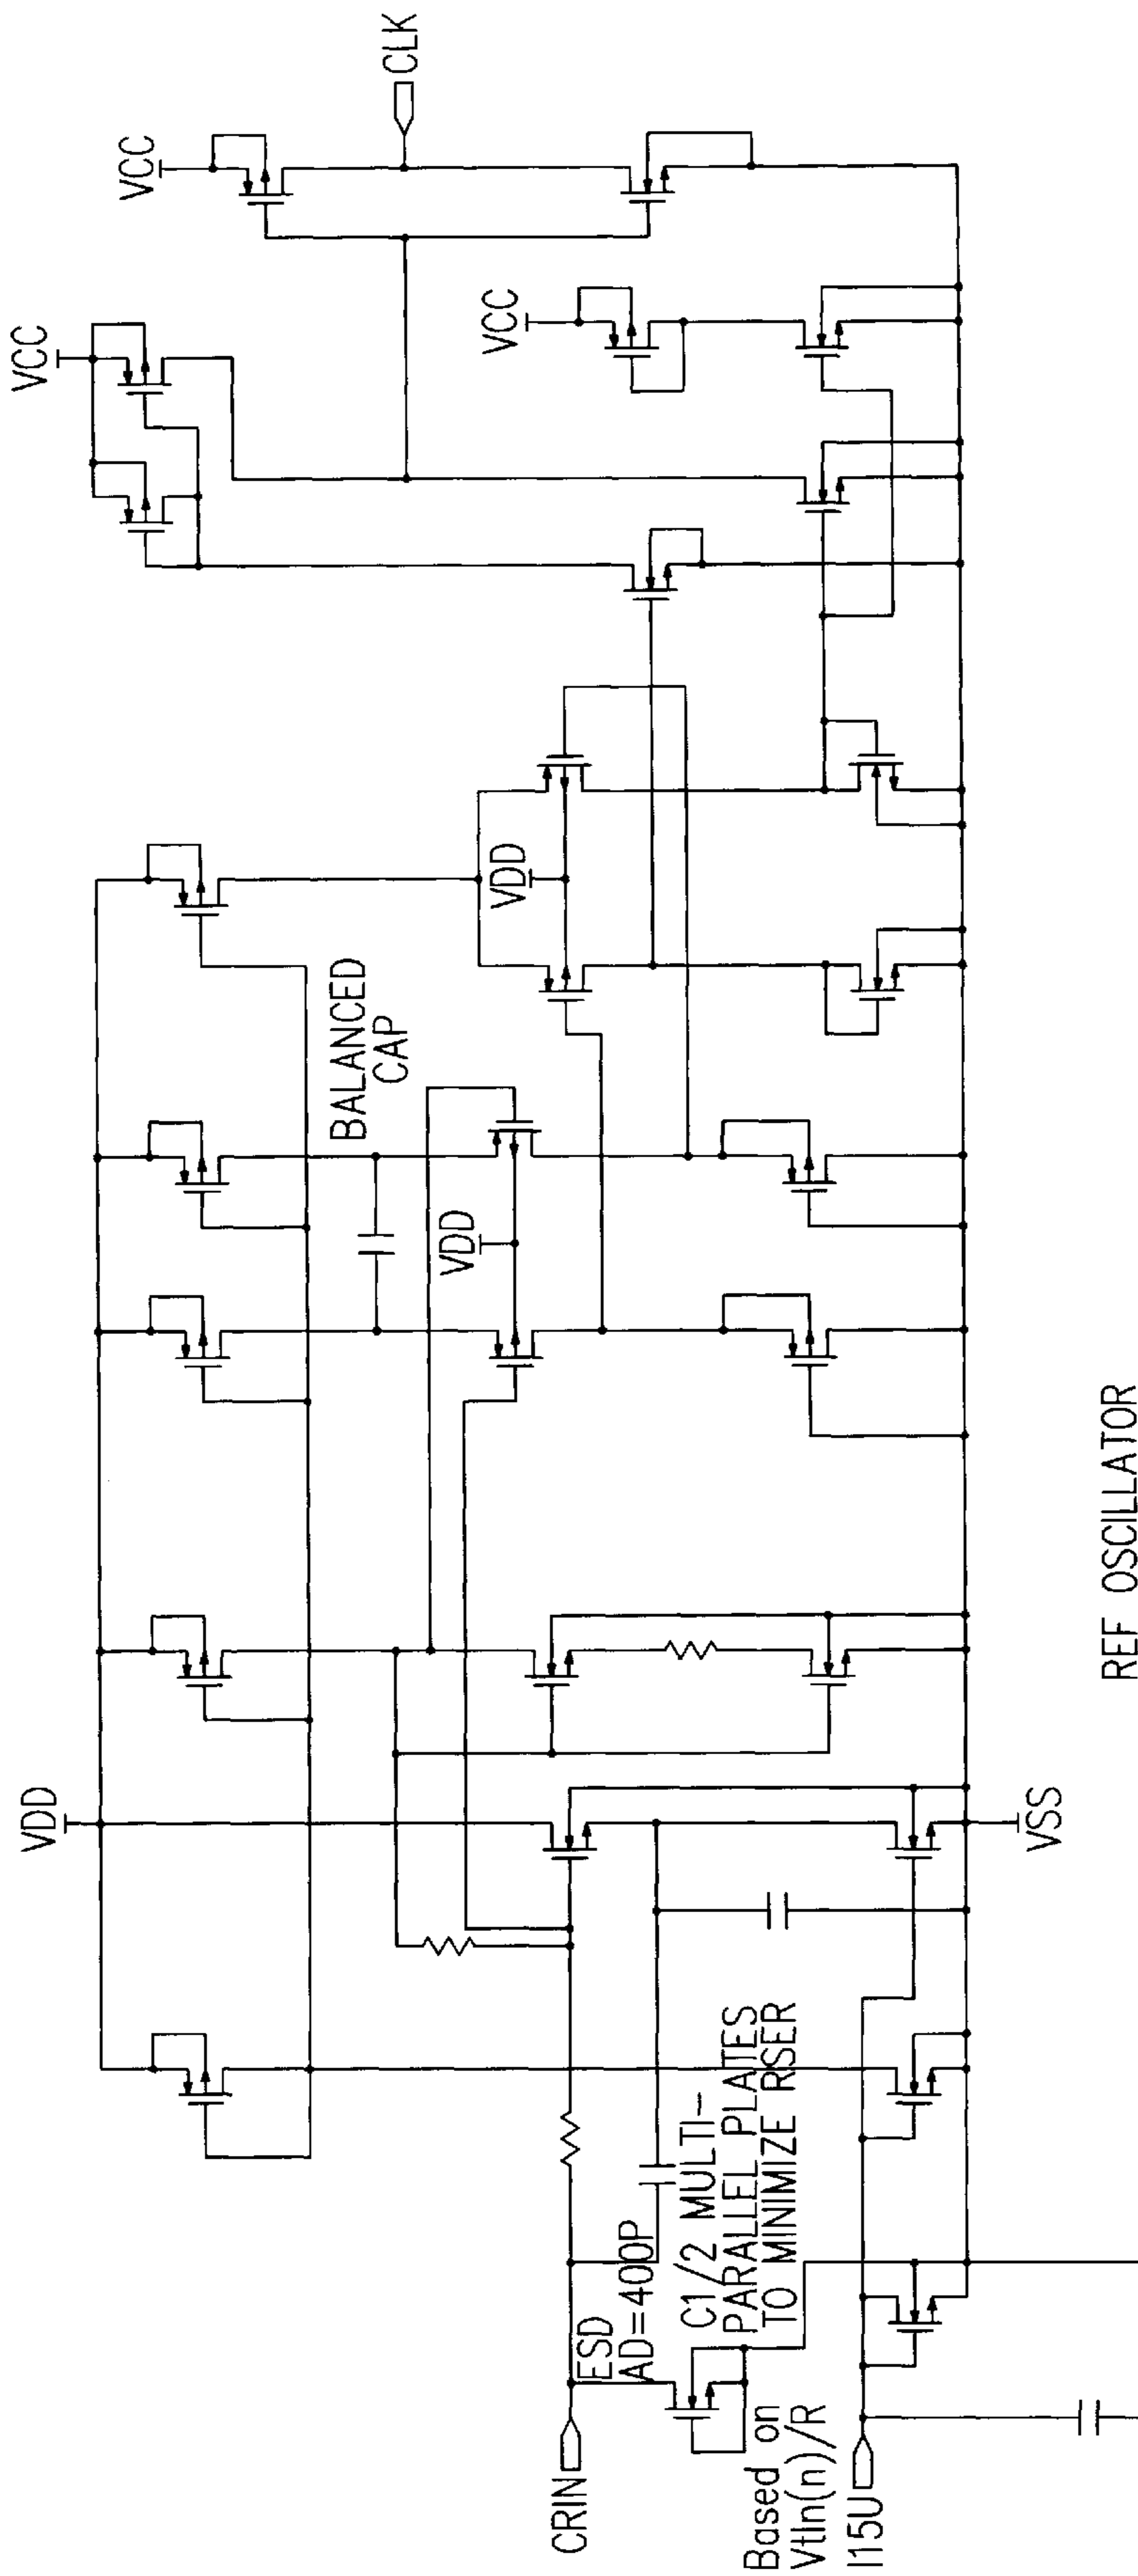 VCC
VCC
CLK
VCC
VDD
BALANCED
CAP
VDD
VDD
VSS
C1/2 MULTI-
PARALLEL PLATES
TO MINIMIZE RSER
ESD
AD=400P
CRIN
Based on
Vtln(n)/R
I15U
REF OSCILLATOR